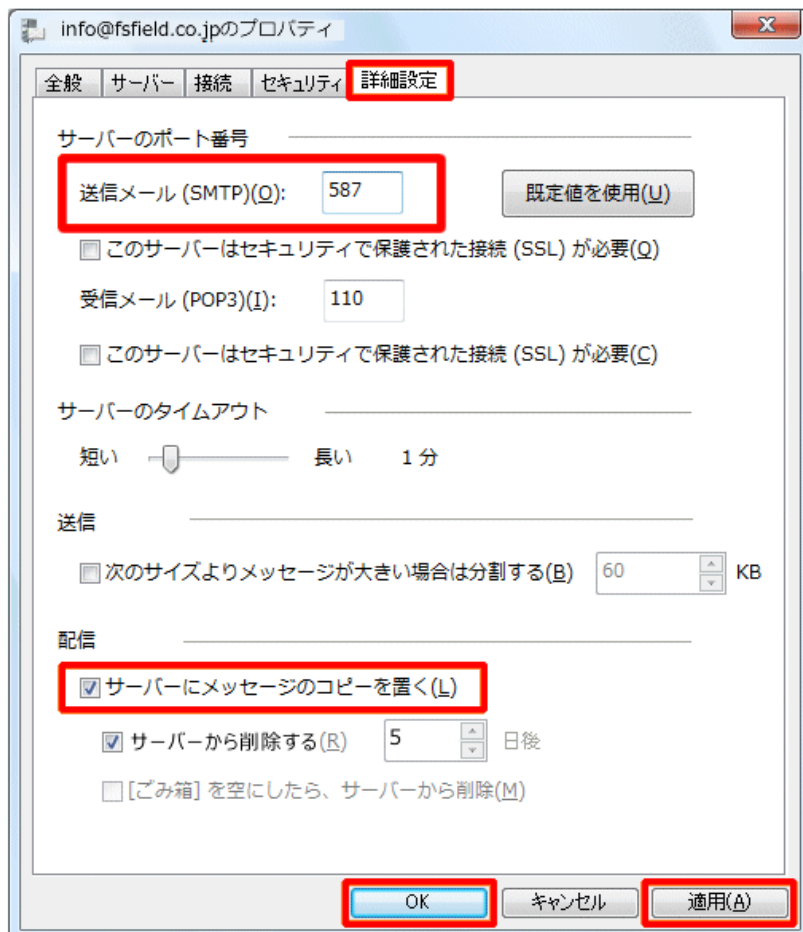 info@fsfield.co.jpのプロパティ
全般 サーバー 接続 セキュリティ 詳細設定
サーバーのポート番号
送信メール (SMTP)(O): 587 既定値を使用(U)
このサーバーはセキュリティで保護された接続 (SSL) が必要(Q)
受信メール (POP3)(I): 110
このサーバーはセキュリティで保護された接続 (SSL) が必要(C)
サーバーのタイムアウト
短い 長い 1 分
送信
次のサイズよりメッセージが大きい場合は分割する(B) 60 KB
配信
サーバーにメッセージのコピーを置く(L)
サーバーから削除する(R) 5 日後
[ごみ箱] を空にしたら、サーバーから削除(M)
OK キャンセル 適用(A)